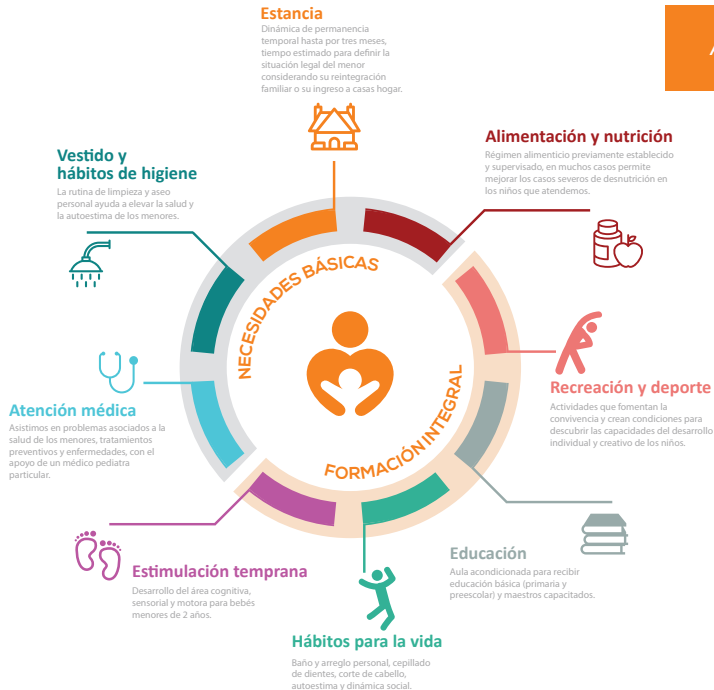 Estancia
Dinámica de permanencia
temporal hasta por tres meses,
tiempo estimado para definir la
situación legal del menor
considerando su reintegración
familiar o su ingreso a casas hogar.
A
Alimentación y nutrición
Régimen alimenticio previamente establecido
y supervisado, en muchos casos permite
mejorar los casos severos de desnutrición en
los niños que atendemos.
Vestido y
hábitos de higiene
La rutina de limpieza y aseo
personal ayuda a elevar la salud y
la autoestima de los menores.
NECESIDADES BÁSICAS
FORMACIÓN INTEGRAL
Recreación y deporte
Actividades que fomentan la
convivencia y crean condiciones para
descubrir las capacidades del desarrollo
individual y creativo de los niños.
Atención médica
Asistimos en problemas asociados a la
salud de los menores, tratamientos
preventivos y enfermedades, con el
apoyo de un médico pediatra
particular.
Educación
Aula acondicionada para recibir
educación básica (primaria y
preescolar) y maestros capacitados.
Estimulación temprana
Desarrollo del área cognitiva,
sensorial y motora para bebés
menores de 2 años.
Hábitos para la vida
Baño y arreglo personal, cepillado
de dientes, corte de cabello,
autoestima y dinámica social.